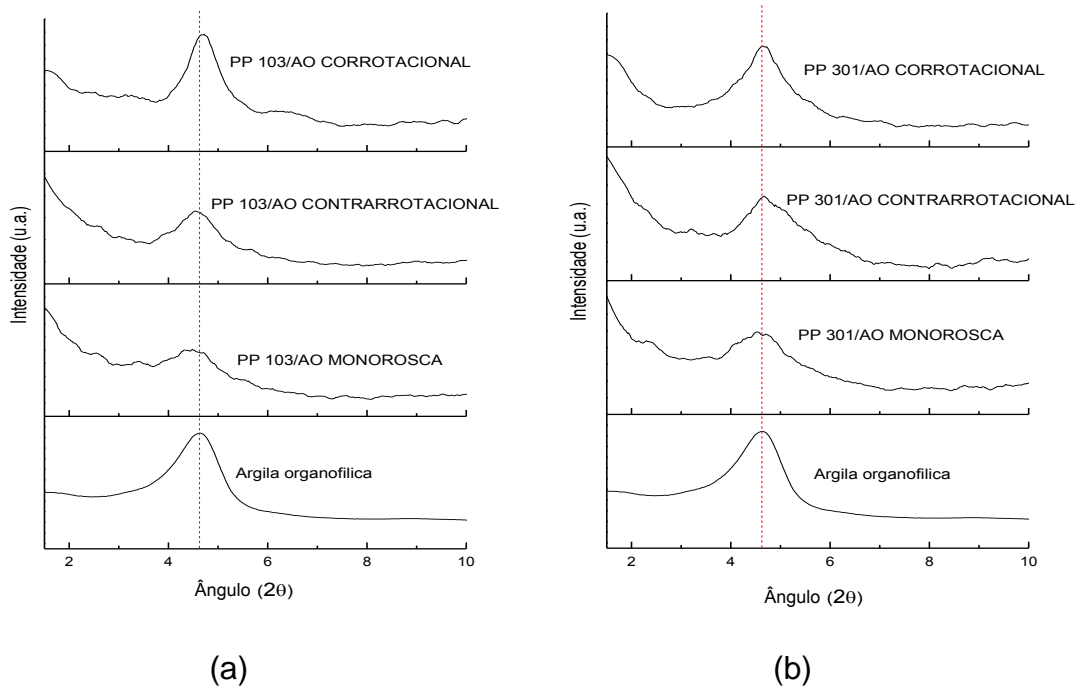 PP 103/AO CORROTACIONAL
PP 103/AO CONTRARROTACIONAL
PP 103/AO MONOROSCA
Argila organofilica
Intensidade (u.a.)
2 4 6 8 10
Ângulo (2θ)
(a)
PP 301/AO CORROTACIONAL
PP 301/AO CONTRARROTACIONAL
PP 301/AO MONOROSCA
Argila organofilica
Intensidade (u.a.)
2 4 6 8 10
Ângulo (2θ)
(b)